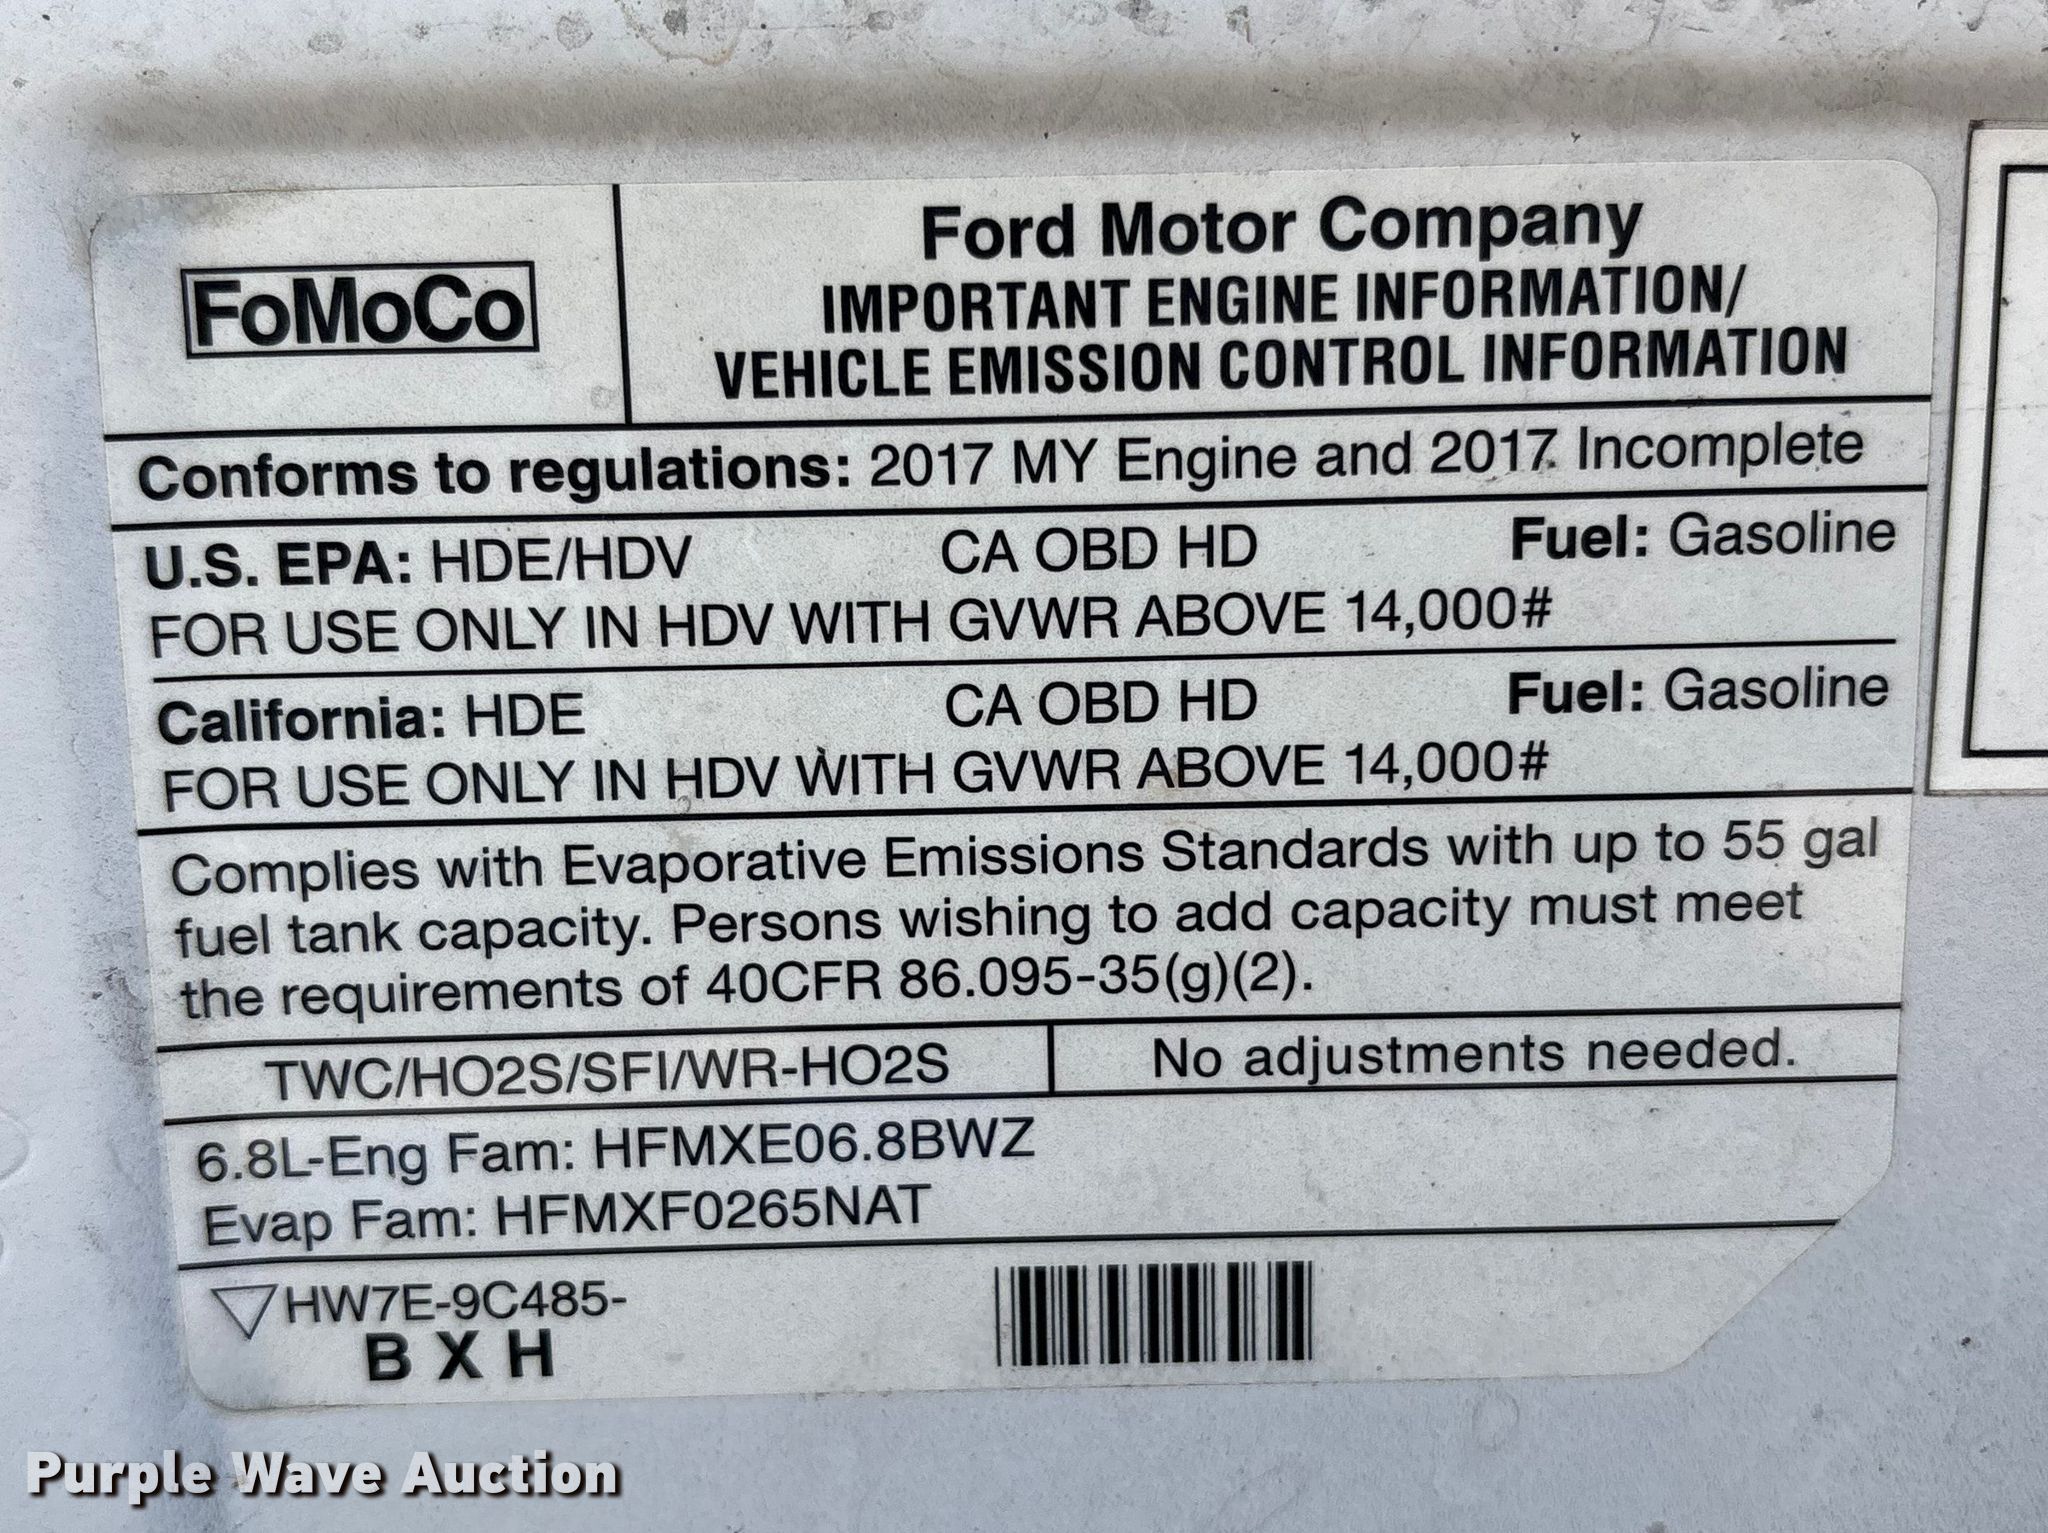 FoMoCo
Ford Motor Company
IMPORTANT ENGINE INFORMATION/
VEHICLE EMISSION CONTROL INFORMATION
Conforms to regulations: 2017 MY Engine and 2017 Incomplete
U.S. EPA: HDE/HDV CA OBD HD Fuel: Gasoline
FOR USE ONLY IN HDV WITH GVWR ABOVE 14,000#
California: HDE CA OBD HD Fuel: Gasoline
FOR USE ONLY IN HDV WITH GVWR ABOVE 14,000#
Complies with Evaporative Emissions Standards with up to 55 gal
fuel tank capacity. Persons wishing to add capacity must meet
the requirements of 40CFR 86.095-35(g)(2).
TWC/HO2S/SFI/WR-HO2S No adjustments needed.
6.8L-Eng Fam: HFMXE06.8BWZ
Evap Fam: HFMXF0265NAT
HW7E-9C485-
B X H
Purple Wave Auction